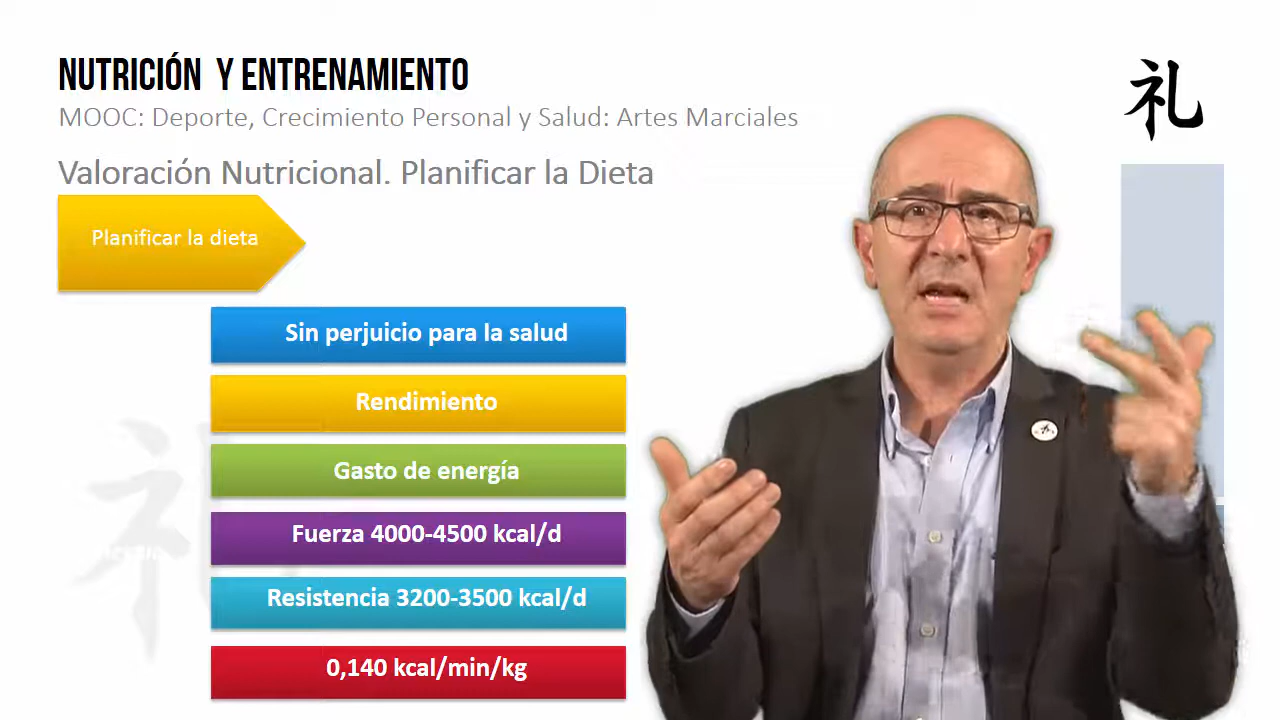 NUTRICIÓN Y ENTRENAMIENTO
礼
MOOC: Deporte, Crecimiento Personal y Salud: Artes Marciales
Valoración Nutricional. Planificar la Dieta
Planificar la dieta
Sin perjuicio para la salud
Rendimiento
Gasto de energía
Fuerza 4000-4500 kcal/d
Resistencia 3200-3500 kcal/d
0,140 kcal/min/kg
礼